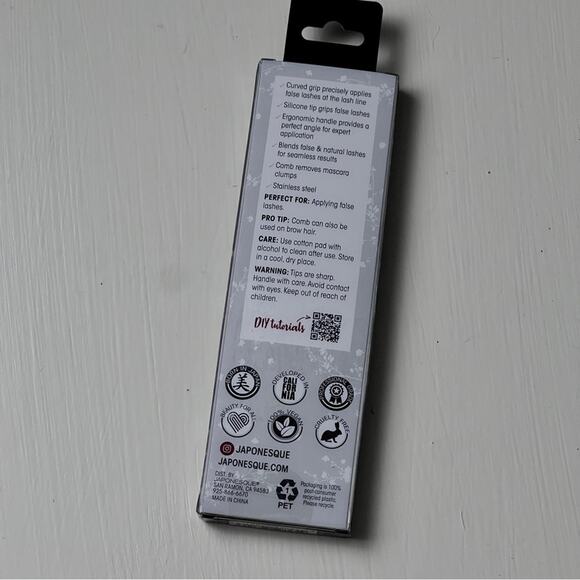 ✓ Curved grip precisely applies
false lashes at the lash line
✓ Silicone tip grips false lashes
✓ Ergonomic handle provides a
perfect angle for expert
application
✓ Blends false & natural lashes
for seamless results
✓ Comb removes mascara
clumps
✓ Stainless steel
PERFECT FOR: Applying false
lashes.
PRO TIP: Comb can also be
used on brow hair.
CARE: Use cotton pad with
alcohol to clean after use. Store
in a cool, dry place.
WARNING: Tips are sharp.
Handle with care. Avoid contact
with eyes. Keep out of reach of
children.
DIY tutorials
美
DEVELOPED IN
CALI
FOR
NIA
BEAUTY FOR ALL
100% VEGAN
CRUELTY FREE
JAPONESQUE
JAPONESQUE.COM
DIST. BY
JAPONESQUE®
SAN RAMON, CA 94583
925-866-6670
MADE IN CHINA
1
PET
Packaging is 100%
post-consumer
recycled plastic.
Please recycle.